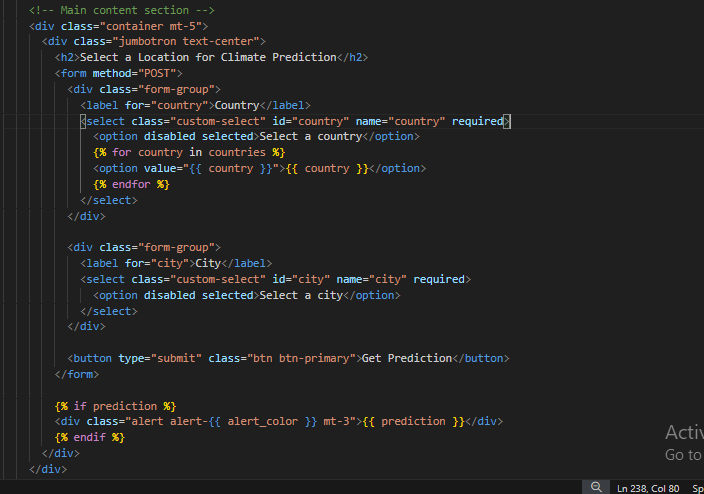 <!-- Main content section -->
<div class="container mt-5">
<div class="jumbotron text-center">
<h2>Select a Location for Climate Prediction</h2>
<form method="POST">
<div class="form-group">
<label for="country">Country</label>
<select class="custom-select" id="country" name="country" required>
<option disabled selected>Select a country</option>
{% for country in countries %}
<option value="{{ country }}">{{ country }}</option>
{% endfor %}
</select>
</div>
<div class="form-group">
<label for="city">City</label>
<select class="custom-select" id="city" name="city" required>
<option disabled selected>Select a city</option>
</select>
</div>
<button type="submit" class="btn btn-primary">Get Prediction</button>
</form>
{% if prediction %}
<div class="alert alert-{{ alert_color }} mt-3">{{ prediction }}</div>
{% endif %}
</div>
</div>
Activ
Go to
Ln 238, Col 80 Sp